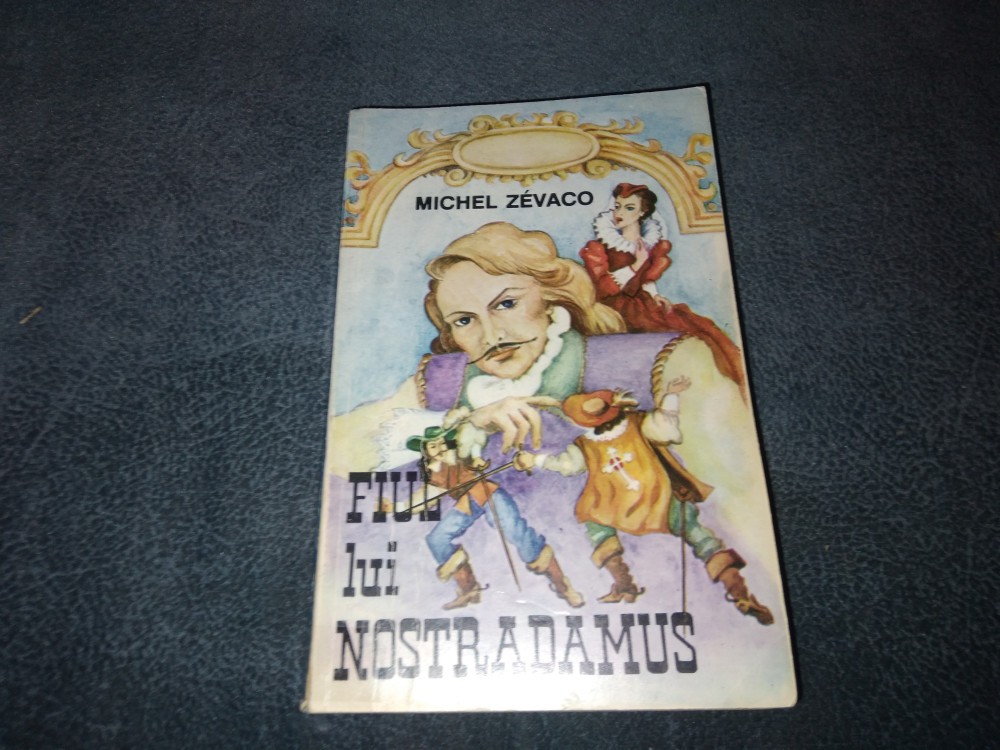 MICHEL ZÉVACO
FIUL
lui
NOSTRADAMUS